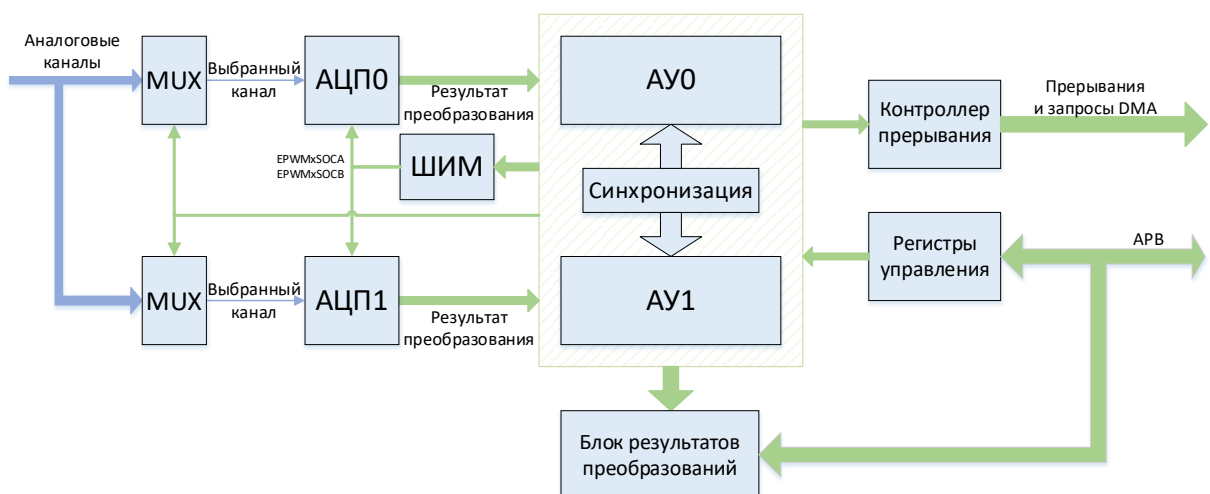 Аналоговые
каналы
MUX
Выбранный
канал
АЦП0
Результат
преобразования
АУ0
Контроллер
прерывания
Прерывания
и запросы DMA
EPWMxSOCA
EPWMxSOCB
ШИМ
Синхронизация
Регистры
управления
APB
MUX
Выбранный
канал
АЦП1
Результат
преобразования
АУ1
Блок результатов
преобразований